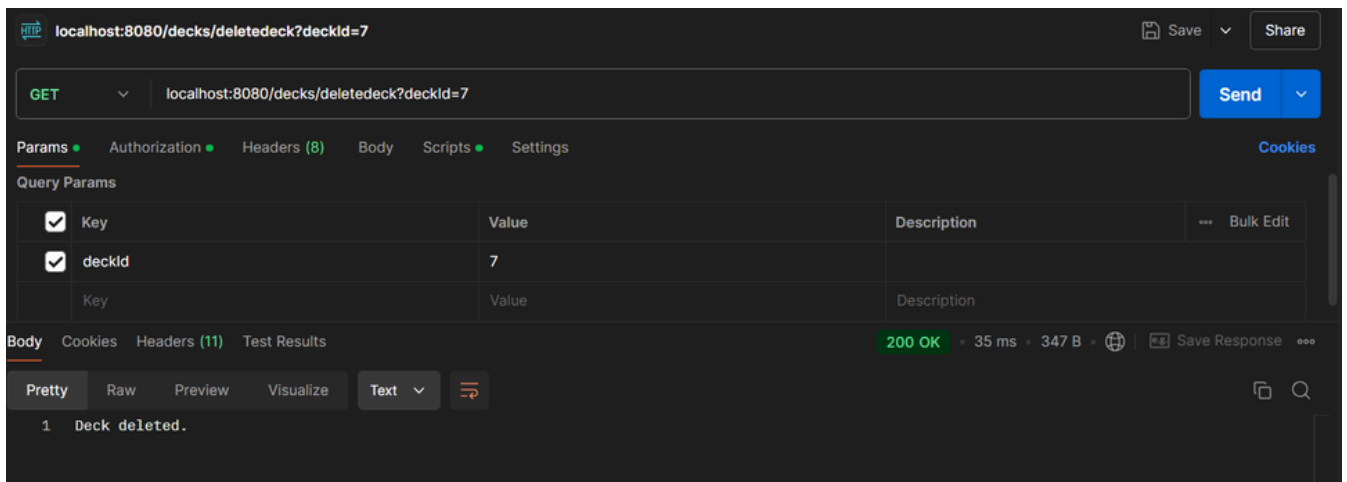 HTTP localhost:8080/decks/deletedeck?deckId=7 Save Share
GET localhost:8080/decks/deletedeck?deckId=7 Send
Params Authorization Headers (8) Body Scripts Settings Cookies
Query Params
Key Value Description Bulk Edit
deckId 7
Key Value Description
Body Cookies Headers (11) Test Results 200 OK 35 ms 347 B e.g. Save Response
Pretty Raw Preview Visualize Text
1 Deck deleted.